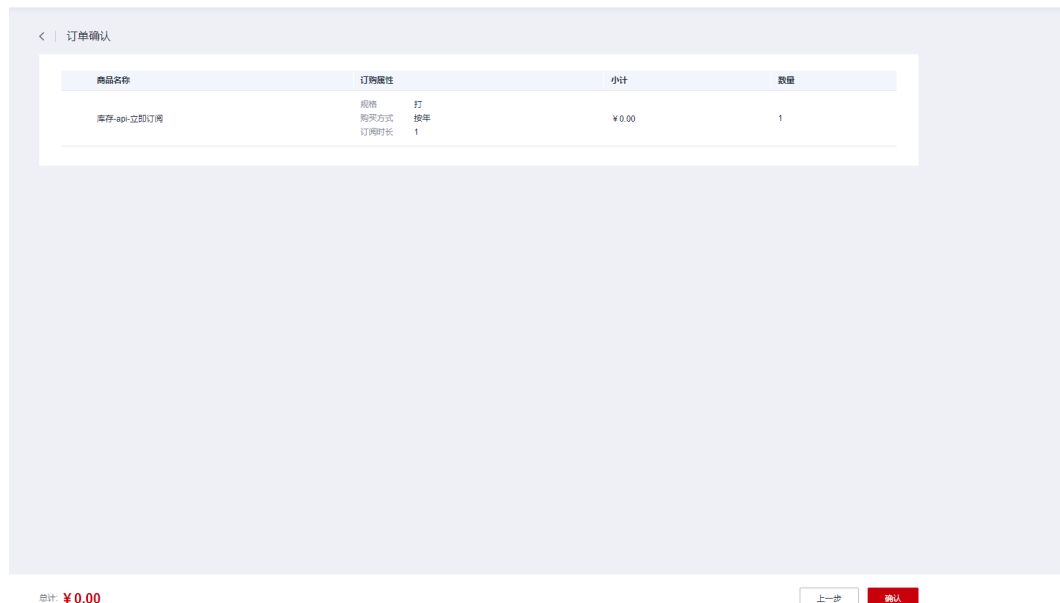 订单确认
商品名称 订购属性 小计 数量
规格 打
库存-api-立即订阅 购买方式 按年 ¥ 0.00 1
订阅时长 1
总计: ¥ 0.00 上一步 确认